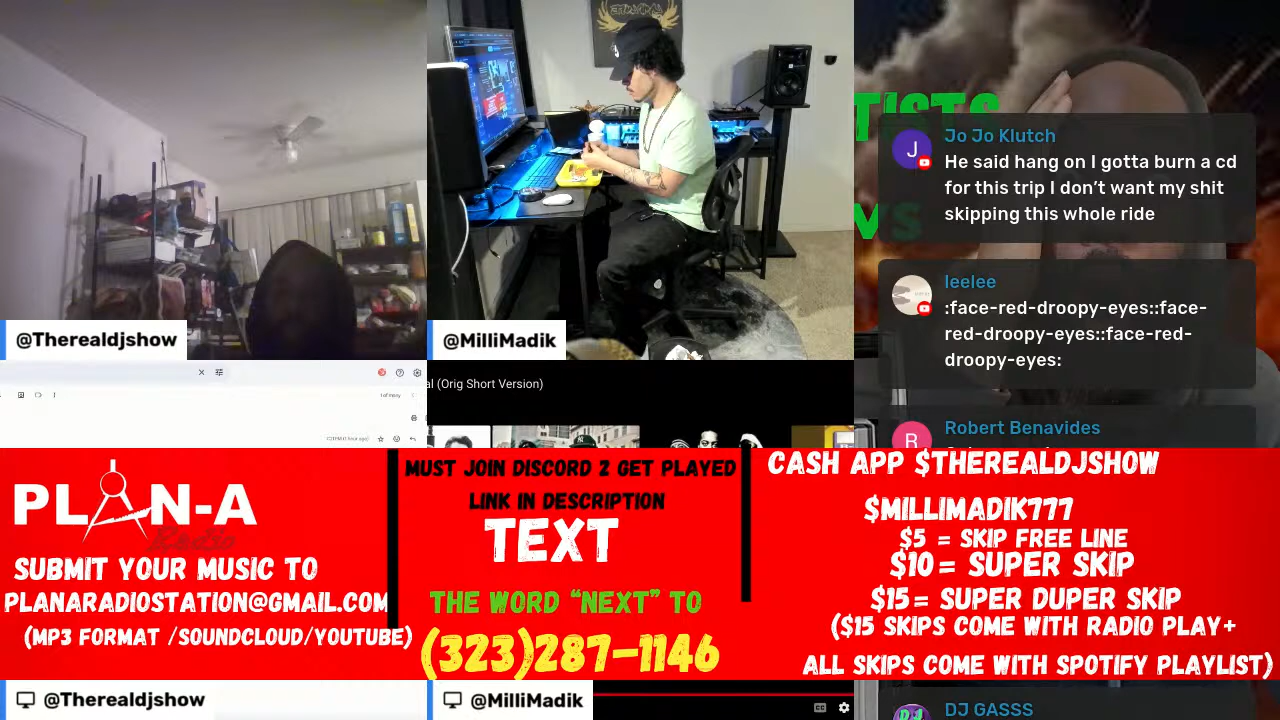 @Therealdjshow
@MilliMadik
TISTS
Jo Jo Klutch
He said hang on I gotta burn a cd
for this trip I don't want my shit
skipping this whole ride
leelee
:face-red-droopy-eyes::face-
red-droopy-eyes::face-red-
droopy-eyes:
Robert Benavides
al (Orig Short Version)
PLAN-A
Radio
SUBMIT YOUR MUSIC TO
PLANARADIOSTATION@GMAIL.COM
(MP3 FORMAT /SOUNDCLOUD/YOUTUBE)
MUST JOIN DISCORD 2 GET PLAYED
LINK IN DESCRIPTION
TEXT
THE WORD “NEXT” TO
(323)287-1146
CASH APP $THEREALDJSHOW
$MILLIMADIK777
$5 = SKIP FREE LINE
$10 = SUPER SKIP
$15 = SUPER DUPER SKIP
($15 SKIPS COME WITH RADIO PLAY+
ALL SKIPS COME WITH SPOTIFY PLAYLIST)
@Therealdjshow
@MilliMadik
DJ GASSS